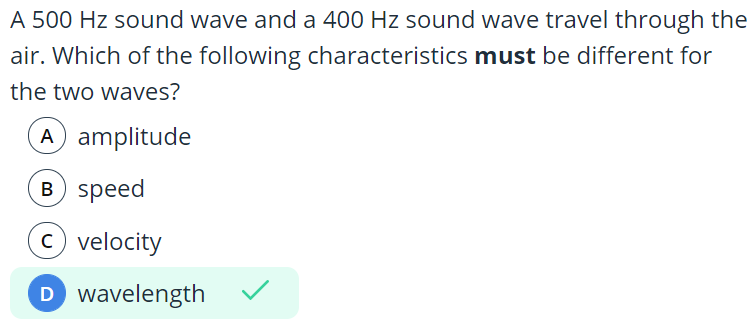 A 500 Hz sound wave and a 400 Hz sound wave travel through the
air. Which of the following characteristics must be different for
the two waves?
A amplitude
B speed
C velocity
D wavelength